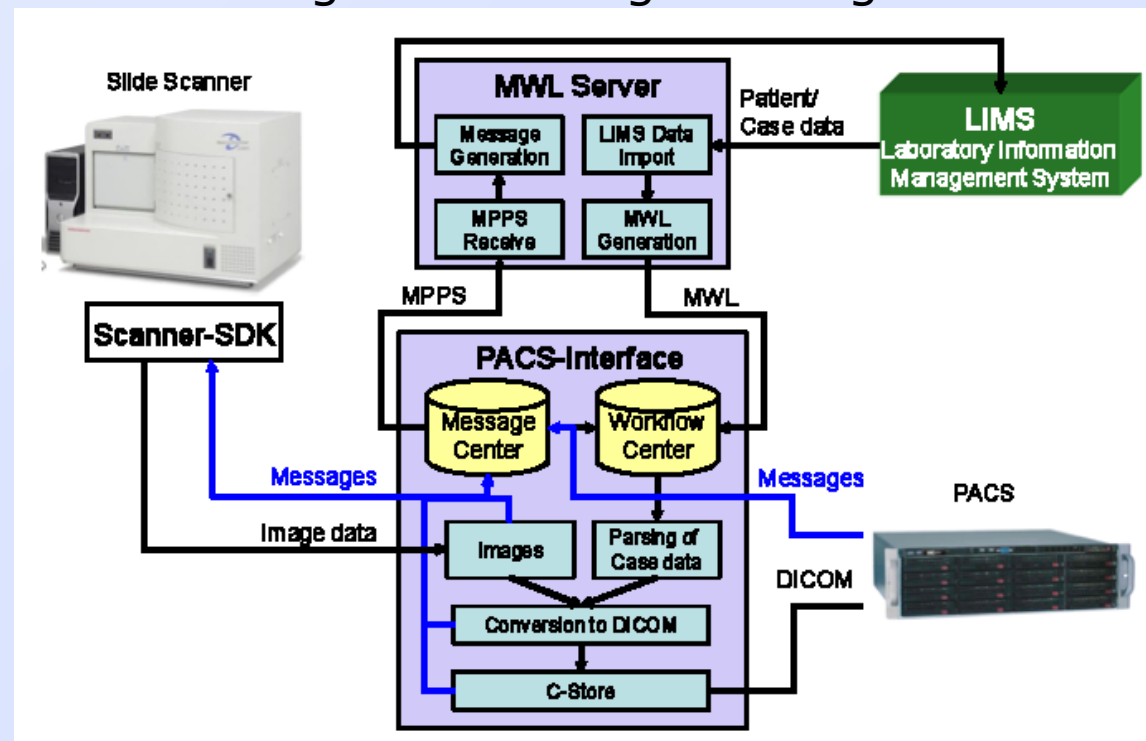 Slide Scanner
MWL Server
Message
Generation
LIMS Data
Import
MPPS
Receive
MWL
Generation
Patient/
Case data
LIMS
Laboratory Information
Management System
MPPS
MWL
Scanner-SDK
PACS-Interface
Message
Center
Workflow
Center
Messages
Messages
PACS
Image data
Images
Parsing of
Case data
DICOM
Conversion to DICOM
C-Store